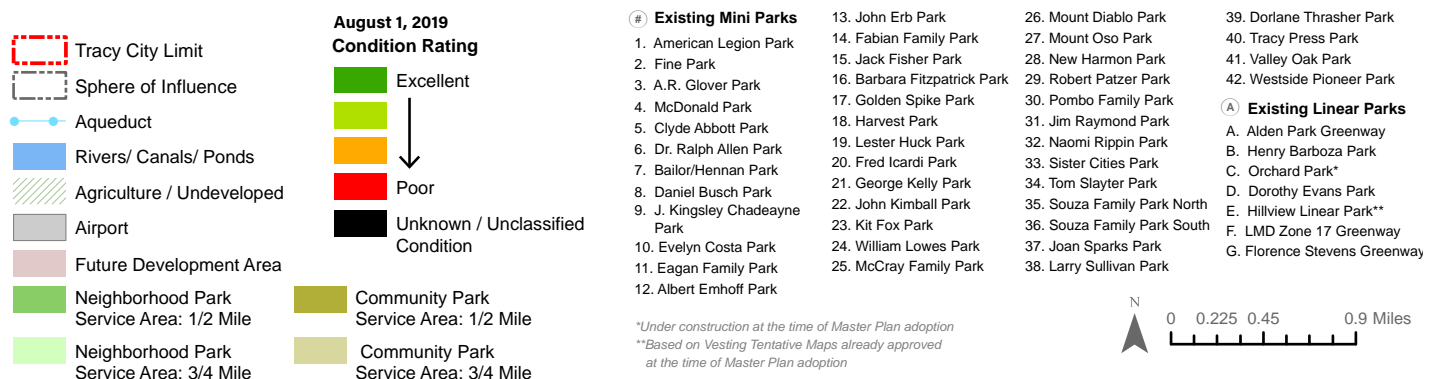 Tracy City Limit
Sphere of Influence
Aqueduct
Rivers/ Canals/ Ponds
Agriculture / Undeveloped
Airport
Future Development Area
Neighborhood Park
Service Area: 1/2 Mile
Neighborhood Park
Service Area: 3/4 Mile
August 1, 2019
Condition Rating
Excellent
Poor
Unknown / Unclassified
Condition
Community Park
Service Area: 1/2 Mile
Community Park
Service Area: 3/4 Mile
# Existing Mini Parks
1. American Legion Park
2. Fine Park
3. A.R. Glover Park
4. McDonald Park
5. Clyde Abbott Park
6. Dr. Ralph Allen Park
7. Bailor/Hennan Park
8. Daniel Busch Park
9. J. Kingsley Chadeayne
Park
10. Evelyn Costa Park
11. Eagan Family Park
12. Albert Emhoff Park
13. John Erb Park
14. Fabian Family Park
15. Jack Fisher Park
16. Barbara Fitzpatrick Park
17. Golden Spike Park
18. Harvest Park
19. Lester Huck Park
20. Fred Icardi Park
21. George Kelly Park
22. John Kimball Park
23. Kit Fox Park
24. William Lowes Park
25. McCray Family Park
26. Mount Diablo Park
27. Mount Oso Park
28. New Harmon Park
29. Robert Patzer Park
30. Pombo Family Park
31. Jim Raymond Park
32. Naomi Rippin Park
33. Sister Cities Park
34. Tom Slayter Park
35. Souza Family Park North
36. Souza Family Park South
37. Joan Sparks Park
38. Larry Sullivan Park
39. Dorlane Thrasher Park
40. Tracy Press Park
41. Valley Oak Park
42. Westside Pioneer Park
A Existing Linear Parks
A. Alden Park Greenway
B. Henry Barboza Park
C. Orchard Park*
D. Dorothy Evans Park
E. Hillview Linear Park**
F. LMD Zone 17 Greenway
G. Florence Stevens Greenway
*Under construction at the time of Master Plan adoption
**Based on Vesting Tentative Maps already approved
at the time of Master Plan adoption
N
0 0.225 0.45 0.9 Miles